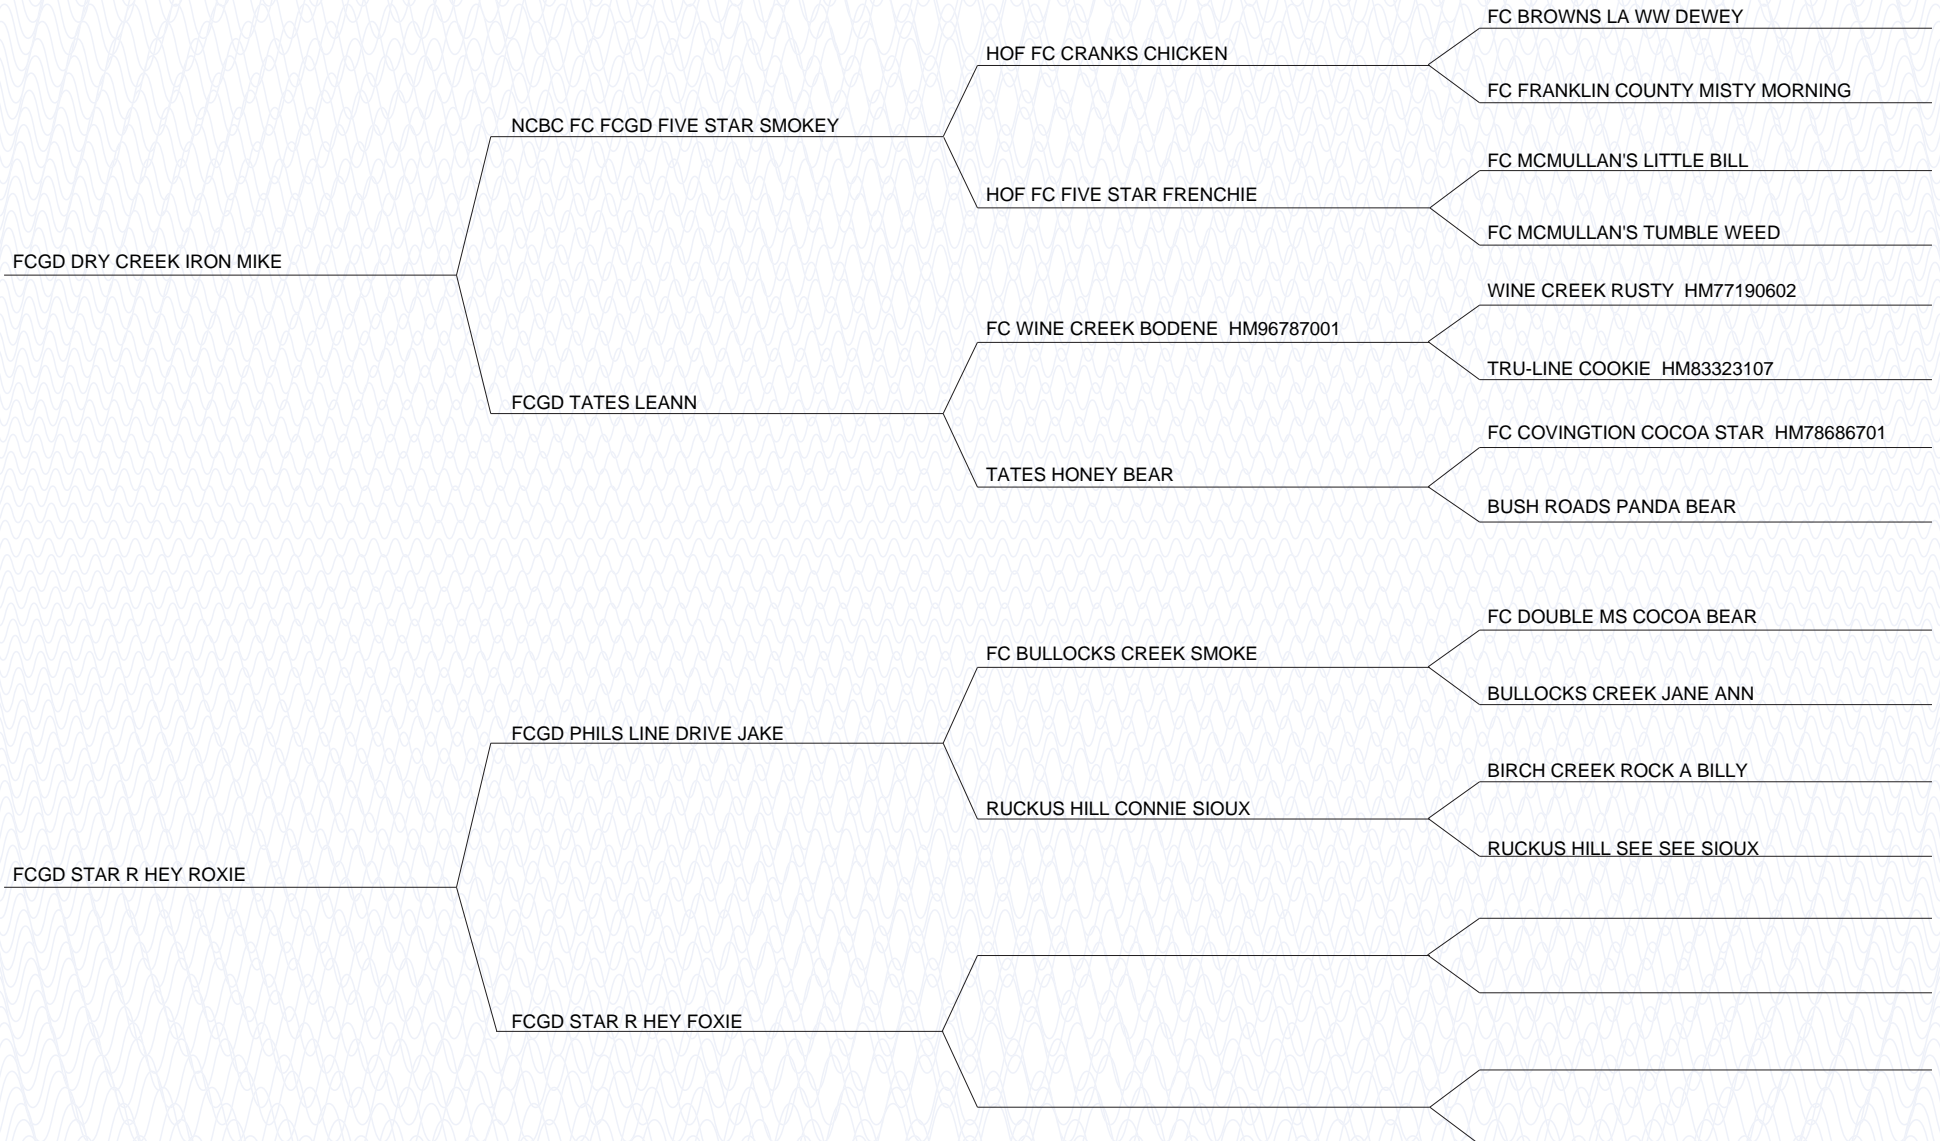 FC BROWNS LA WW DEWEY
HOF FC CRANKS CHICKEN
FC FRANKLIN COUNTY MISTY MORNING
NCBC FC FCGD FIVE STAR SMOKEY
FC MCMULLAN'S LITTLE BILL
HOF FC FIVE STAR FRENCHIE
FC MCMULLAN'S TUMBLE WEED
FCGD DRY CREEK IRON MIKE
WINE CREEK RUSTY  HM77190602
FC WINE CREEK BODENE  HM96787001
TRU-LINE COOKIE  HM83323107
FCGD TATES LEANN
FC COVINGTION COCOA STAR  HM78686701
TATES HONEY BEAR
BUSH ROADS PANDA BEAR
FC DOUBLE MS COCOA BEAR
FC BULLOCKS CREEK SMOKE
BULLOCKS CREEK JANE ANN
FCGD PHILS LINE DRIVE JAKE
BIRCH CREEK ROCK A BILLY
RUCKUS HILL CONNIE SIOUX
RUCKUS HILL SEE SEE SIOUX
FCGD STAR R HEY ROXIE
FCGD STAR R HEY FOXIE